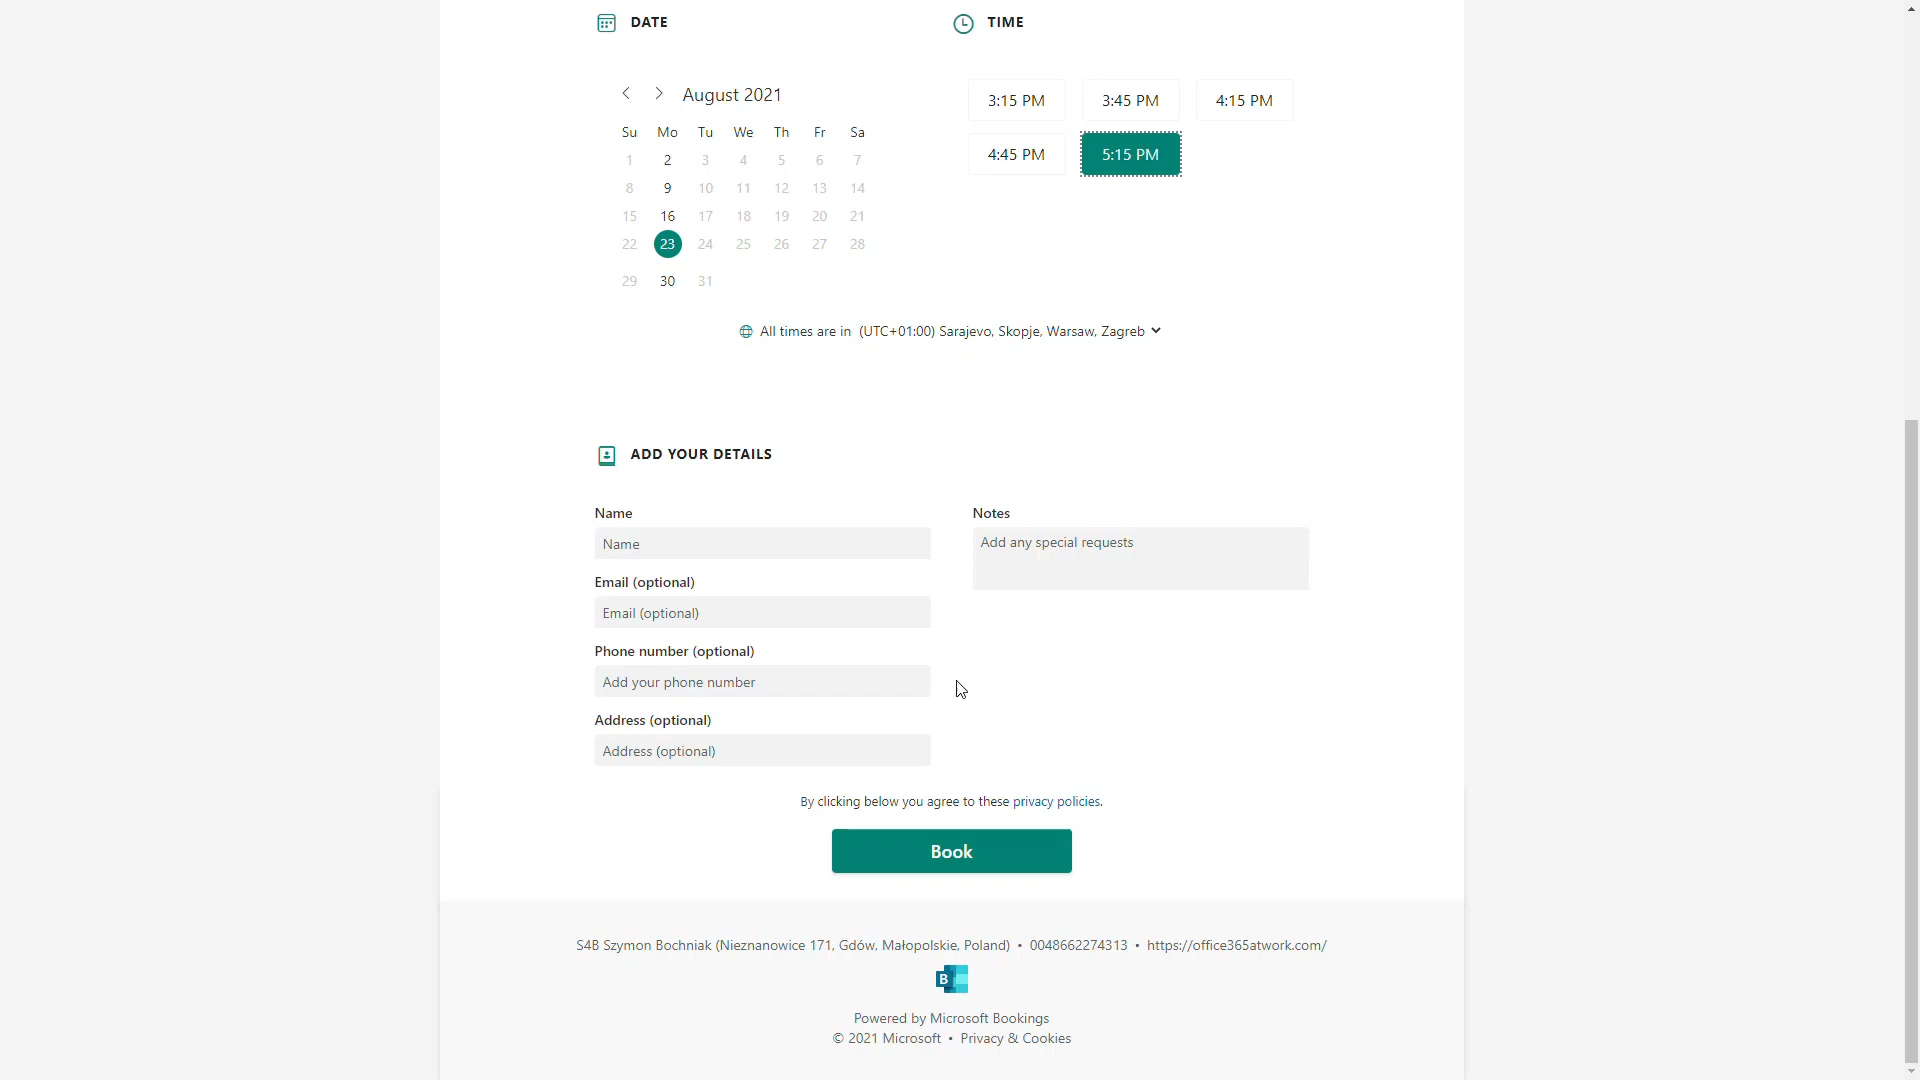 DATE
TIME
August 2021
Su Mo Tu We Th Fr Sa
1 2 3 4 5 6 7
8 9 10 11 12 13 14
15 16 17 18 19 20 21
22 23 24 25 26 27 28
29 30 31
3:15 PM 3:45 PM 4:15 PM
4:45 PM 5:15 PM
All times are in (UTC+01:00) Sarajevo, Skopje, Warsaw, Zagreb
ADD YOUR DETAILS
Name
Name
Email (optional)
Email (optional)
Phone number (optional)
Add your phone number
Address (optional)
Address (optional)
Notes
Add any special requests
By clicking below you agree to these privacy policies.
Book
S4B Szymon Bochniak (Nieznanowice 171, Gdów, Małopolskie, Poland) • 0048662274313 • https://office365atwork.com/
B
Powered by Microsoft Bookings
© 2021 Microsoft • Privacy & Cookies